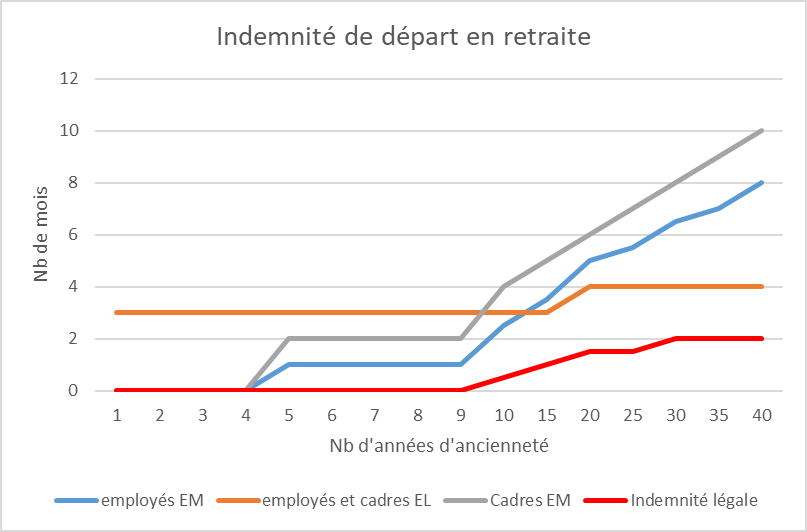 Indemnité de départ en retraite
12
10
8
6
4
2
0
Nb de mois
1 2 3 4 5 6 7 8 9 10 15 20 25 30 35 40
Nb d'années d'ancienneté
employés EM employés et cadres EL Cadres EM Indemnité légale